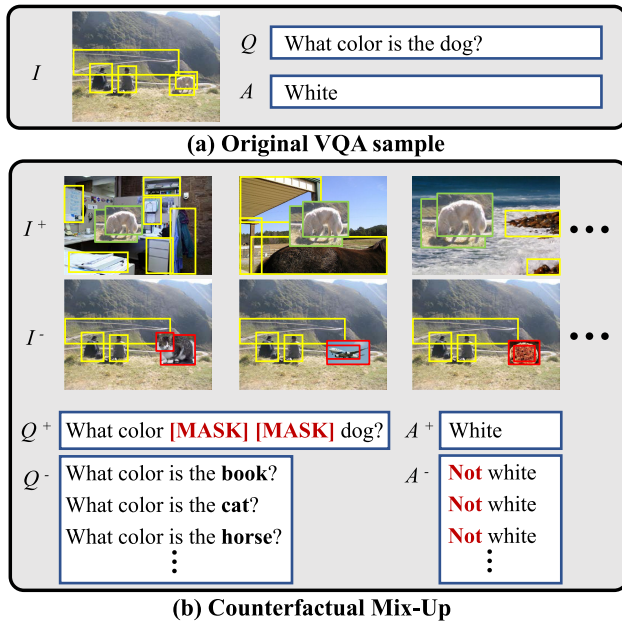 I
Q
What color is the dog?
A
White
(a) Original VQA sample
I+
I-
Q+
What color [MASK] [MASK] dog?
A+
White
Q-
What color is the book?
What color is the cat?
What color is the horse?
A-
Not white
Not white
Not white
(b) Counterfactual Mix-Up